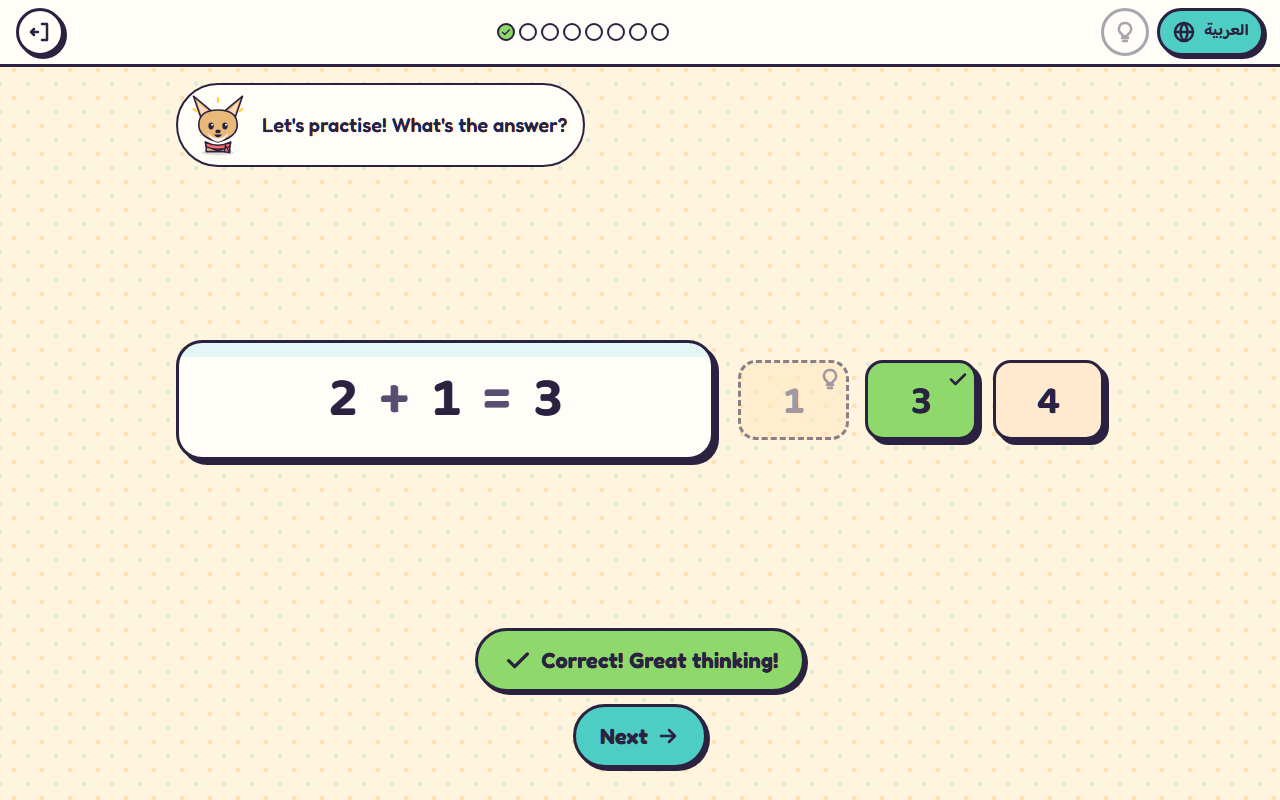 العربية
Let's practise! What's the answer?
2 + 1 = 3
1
3
4
Correct! Great thinking!
Next